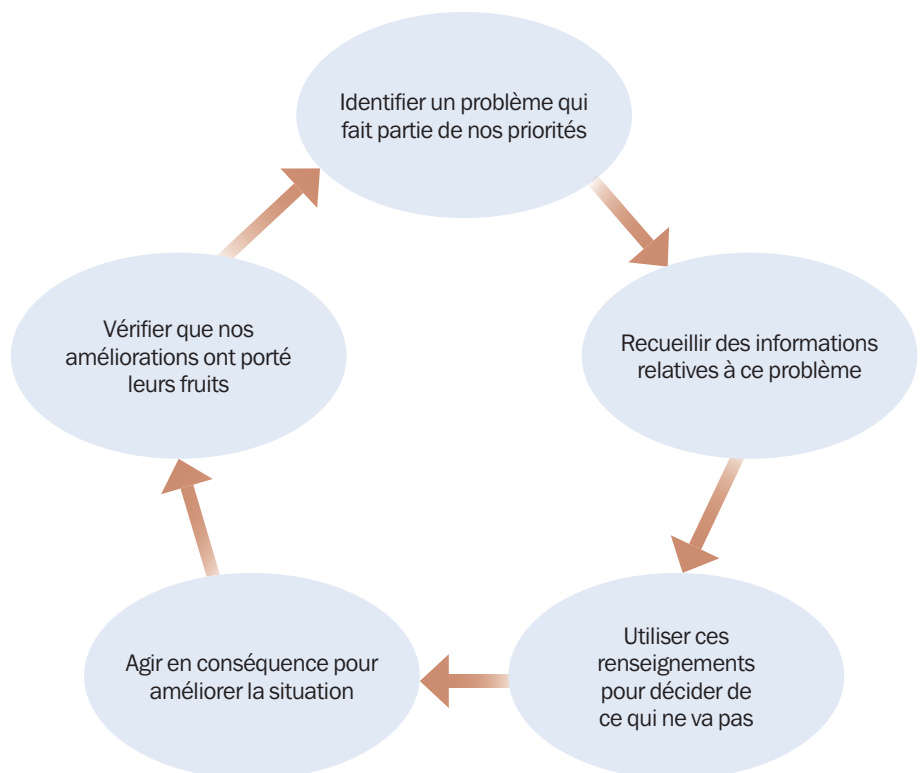 Identifier un problème qui
fait partie de nos priorités
Recueillir des informations
relatives à ce problème
Utiliser ces
renseignements
pour décider de
ce qui ne va pas
Agir en conséquence pour
améliorer la situation
Vérifier que nos
améliorations ont porté
leurs fruits